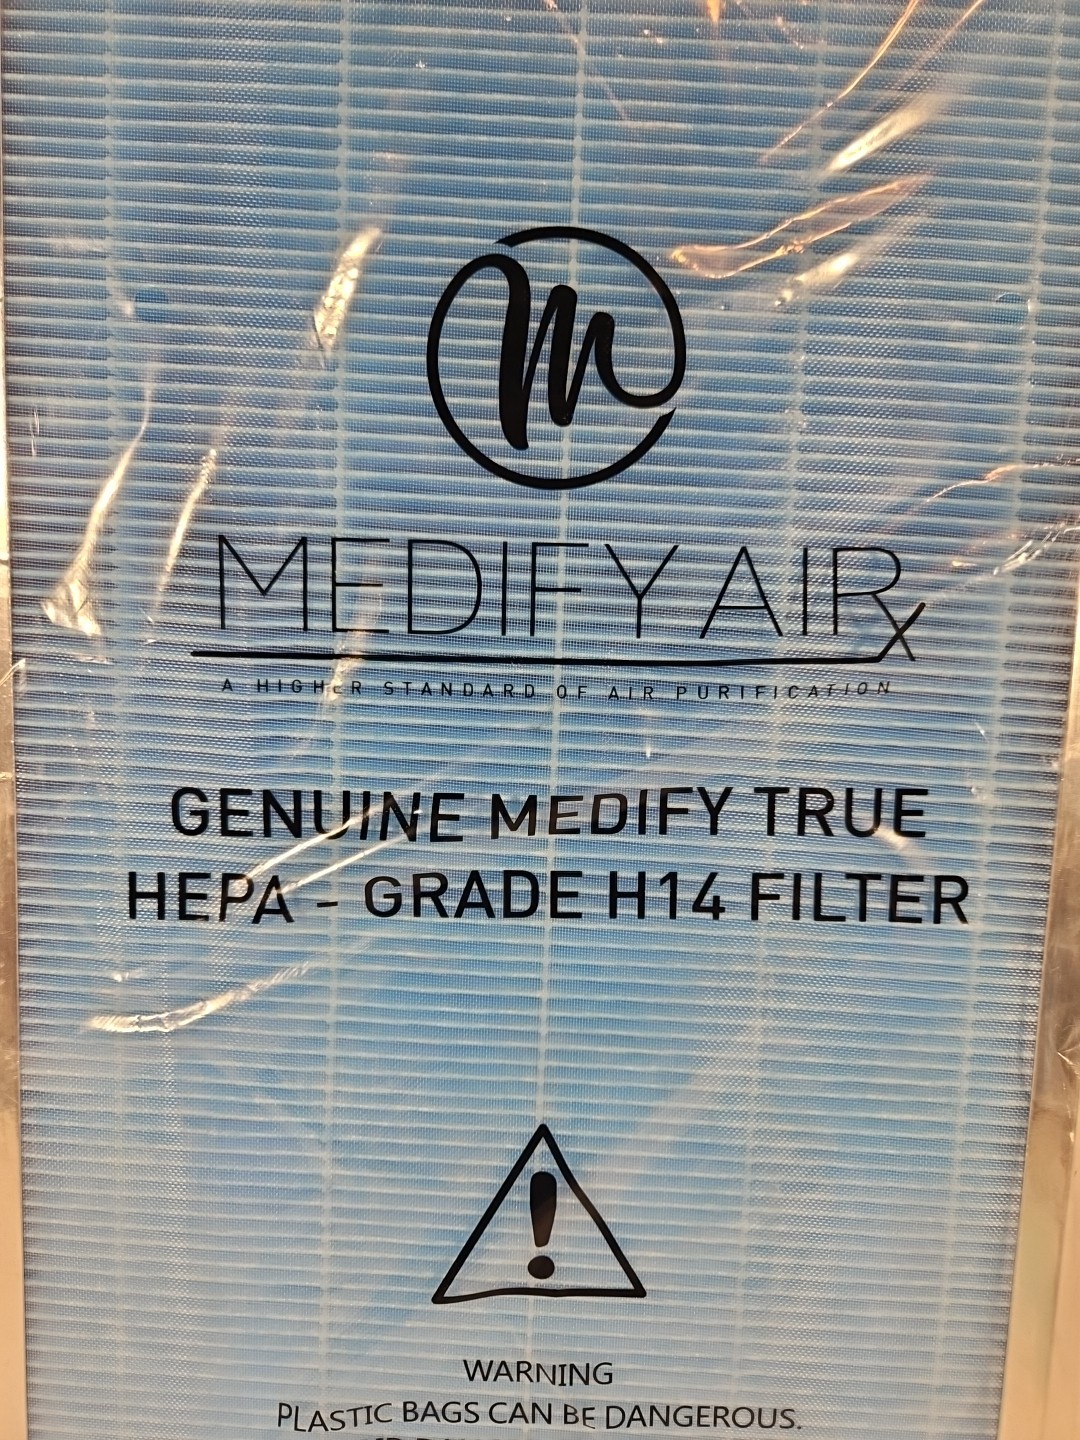 m
MEDIFY AIRx
A HIGHER STANDARD OF AIR PURIFICATION
GENUINE MEDIFY TRUE
HEPA - GRADE H14 FILTER
!
WARNING
PLASTIC BAGS CAN BE DANGEROUS.